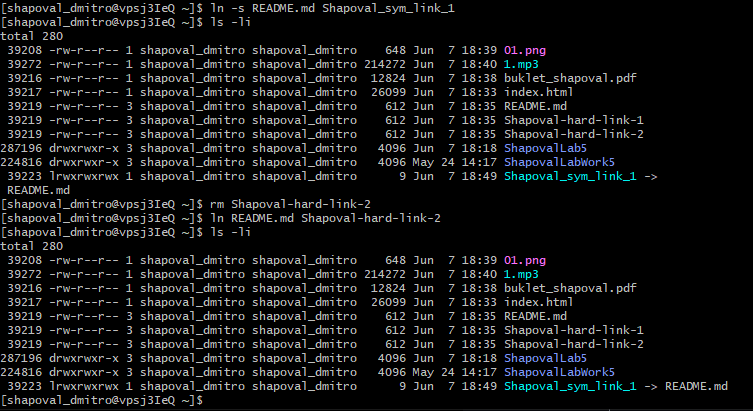 [shapoval_dmitro@vpsj3IeQ ~]$ ln -s README.md Shapoval_sym_link_1
[shapoval_dmitro@vpsj3IeQ ~]$ ls -li
total 280
 39208 -rw-r--r-- 1 shapoval_dmitro shapoval_dmitro    648 Jun  7 18:39 01.png
 39272 -rw-r--r-- 1 shapoval_dmitro shapoval_dmitro 214272 Jun  7 18:40 1.mp3
 39216 -rw-r--r-- 1 shapoval_dmitro shapoval_dmitro  12824 Jun  7 18:38 buklet_shapoval.pdf
 39217 -rw-r--r-- 1 shapoval_dmitro shapoval_dmitro  26099 Jun  7 18:33 index.html
 39219 -rw-r--r-- 3 shapoval_dmitro shapoval_dmitro    612 Jun  7 18:35 README.md
 39219 -rw-r--r-- 3 shapoval_dmitro shapoval_dmitro    612 Jun  7 18:35 Shapoval-hard-link-1
 39219 -rw-r--r-- 3 shapoval_dmitro shapoval_dmitro    612 Jun  7 18:35 Shapoval-hard-link-2
287196 drwxrwxr-x 3 shapoval_dmitro shapoval_dmitro   4096 Jun  7 18:18 ShapovalLab5
224816 drwxrwxr-x 3 shapoval_dmitro shapoval_dmitro   4096 May 24 14:17 ShapovalLabWork5
 39223 lrwxrwxrwx 1 shapoval_dmitro shapoval_dmitro      9 Jun  7 18:49 Shapoval_sym_link_1 ->
 README.md
[shapoval_dmitro@vpsj3IeQ ~]$ rm Shapoval-hard-link-2
[shapoval_dmitro@vpsj3IeQ ~]$ ln README.md Shapoval-hard-link-2
[shapoval_dmitro@vpsj3IeQ ~]$ ls -li
total 280
 39208 -rw-r--r-- 1 shapoval_dmitro shapoval_dmitro    648 Jun  7 18:39 01.png
 39272 -rw-r--r-- 1 shapoval_dmitro shapoval_dmitro 214272 Jun  7 18:40 1.mp3
 39216 -rw-r--r-- 1 shapoval_dmitro shapoval_dmitro  12824 Jun  7 18:38 buklet_shapoval.pdf
 39217 -rw-r--r-- 1 shapoval_dmitro shapoval_dmitro  26099 Jun  7 18:33 index.html
 39219 -rw-r--r-- 3 shapoval_dmitro shapoval_dmitro    612 Jun  7 18:35 README.md
 39219 -rw-r--r-- 3 shapoval_dmitro shapoval_dmitro    612 Jun  7 18:35 Shapoval-hard-link-1
 39219 -rw-r--r-- 3 shapoval_dmitro shapoval_dmitro    612 Jun  7 18:35 Shapoval-hard-link-2
287196 drwxrwxr-x 3 shapoval_dmitro shapoval_dmitro   4096 Jun  7 18:18 ShapovalLab5
224816 drwxrwxr-x 3 shapoval_dmitro shapoval_dmitro   4096 May 24 14:17 ShapovalLabWork5
 39223 lrwxrwxrwx 1 shapoval_dmitro shapoval_dmitro      9 Jun  7 18:49 Shapoval_sym_link_1 -> README.md
[shapoval_dmitro@vpsj3IeQ ~]$